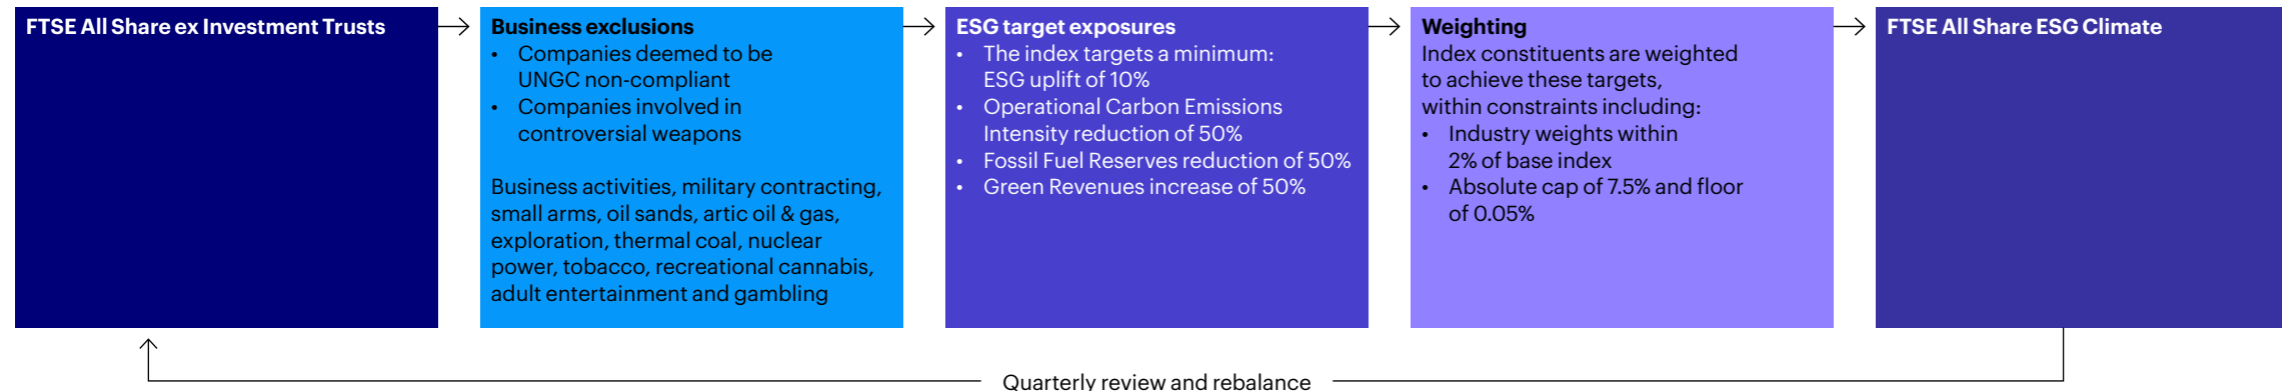 FTSE All Share ex Investment Trusts
Business exclusions
• Companies deemed to be
UNGC non-compliant
• Companies involved in
controversial weapons
Business activities, military contracting,
small arms, oil sands, artic oil & gas,
exploration, thermal coal, nuclear
power, tobacco, recreational cannabis,
adult entertainment and gambling
ESG target exposures
• The index targets a minimum:
ESG uplift of 10%
• Operational Carbon Emissions
Intensity reduction of 50%
• Fossil Fuel Reserves reduction of 50%
• Green Revenues increase of 50%
Weighting
Index constituents are weighted
to achieve these targets,
within constraints including:
• Industry weights within
2% of base index
• Absolute cap of 7.5% and floor
of 0.05%
FTSE All Share ESG Climate
Quarterly review and rebalance